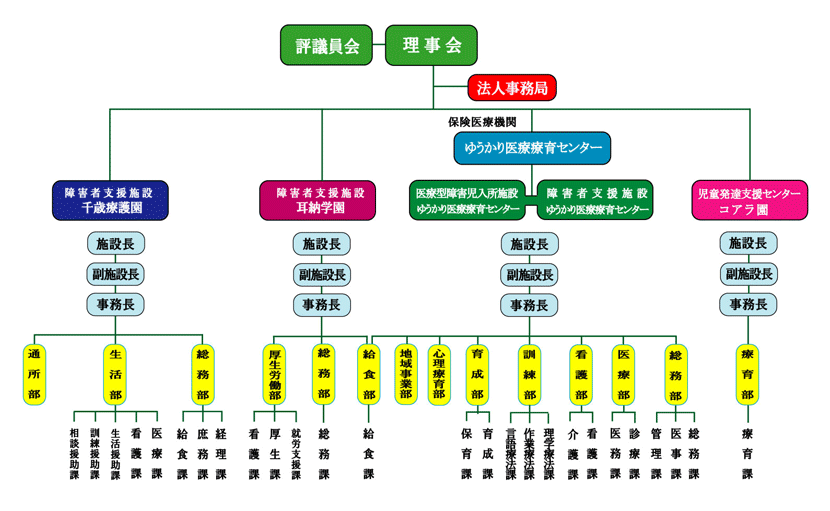 評議員会
理事会
法人事務局
保険医療機関
ゆうかり医療療育センター
障害者支援施設
千歳療護園
障害者支援施設
耳納学園
医療型障害児入所施設
ゆうかり医療療育センター
障害者支援施設
ゆうかり医療療育センター
児童発達支援センター
コアラ園
施設長
施設長
施設長
施設長
副施設長
副施設長
副施設長
副施設長
事務長
事務長
事務長
事務長
通所部
生活部
総務部
厚生労働部
総務部
給食部
地域事業部
心理療育部
育成部
訓練部
看護部
医療部
総務部
療育部
相談援助課
訓練援助課
生活援助課
看護課
医療課
給食課
庶務課
経理課
看護課
厚生課
就労支援課
総務課
給食課
保育課
育成課
言語療法課
作業療法課
理学療法課
介護課
看護課
医務課
診療課
管理課
医事課
総務課
療育課